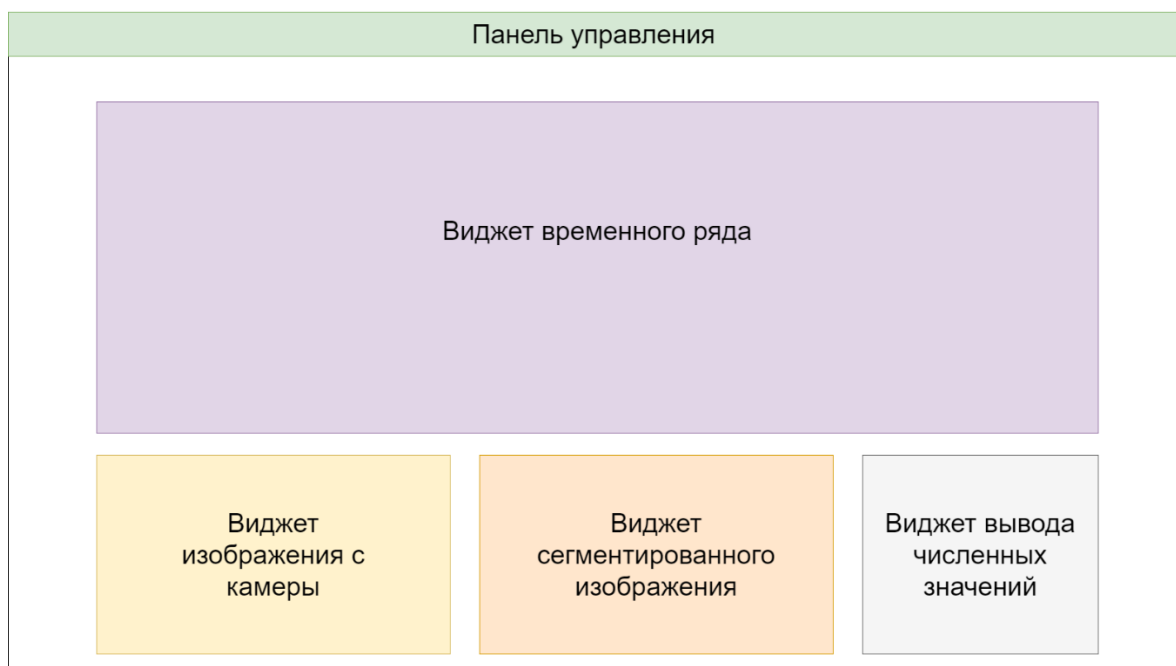 Панель управления
Виджет временного ряда
Виджет
изображения с
камеры
Виджет
сегментированного
изображения
Виджет вывода
численных
значений